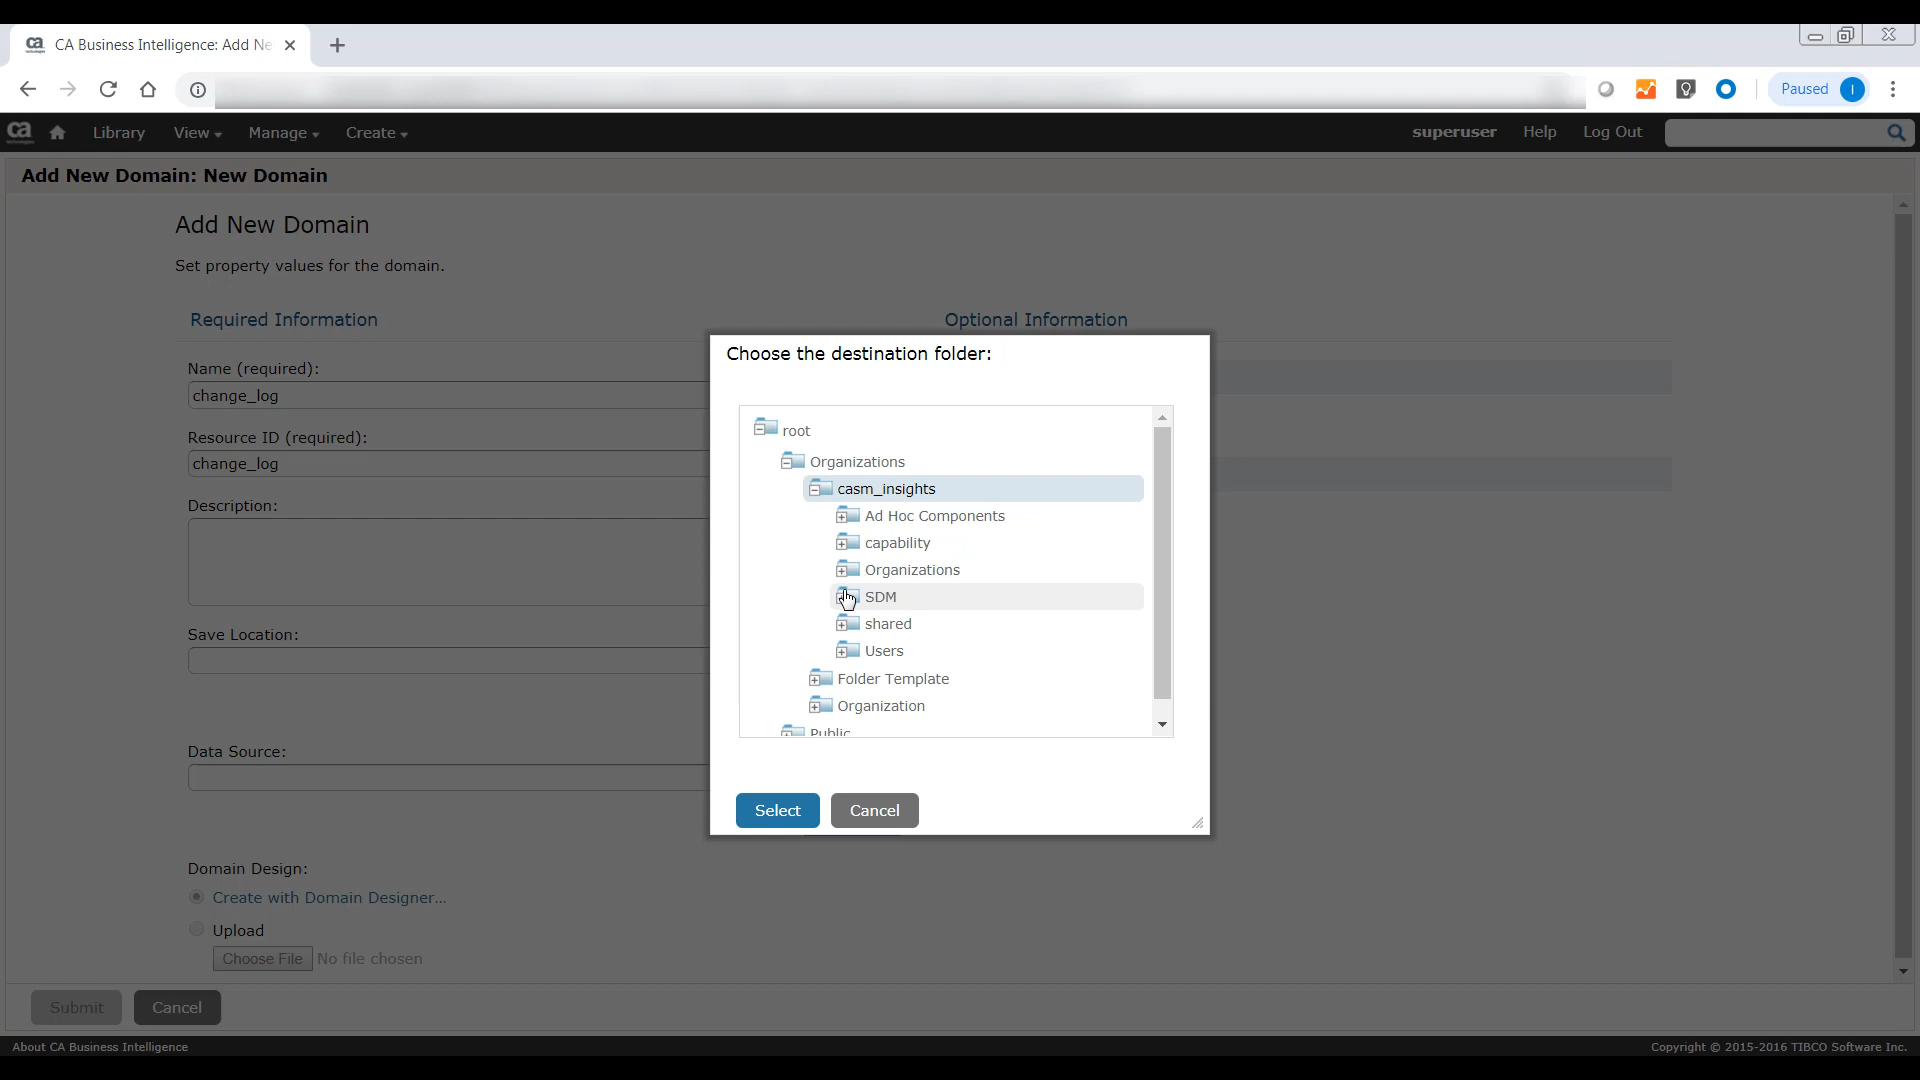 CA Business Intelligence: Add Ne
Paused I
ca
Library View Manage Create superuser Help Log Out
Add New Domain: New Domain
Add New Domain
Set property values for the domain.
Required Information
Optional Information
Name (required):
change_log
Resource ID (required):
change_log
Description:
Save Location:
Data Source:
Domain Design:
Create with Domain Designer...
Upload
Choose File No file chosen
Submit Cancel
Choose the destination folder:
root
Organizations
casm_insights
Ad Hoc Components
capability
Organizations
SDM
shared
Users
Folder Template
Organization
Public
Select Cancel
About CA Business Intelligence
Copyright © 2015-2016 TIBCO Software Inc.